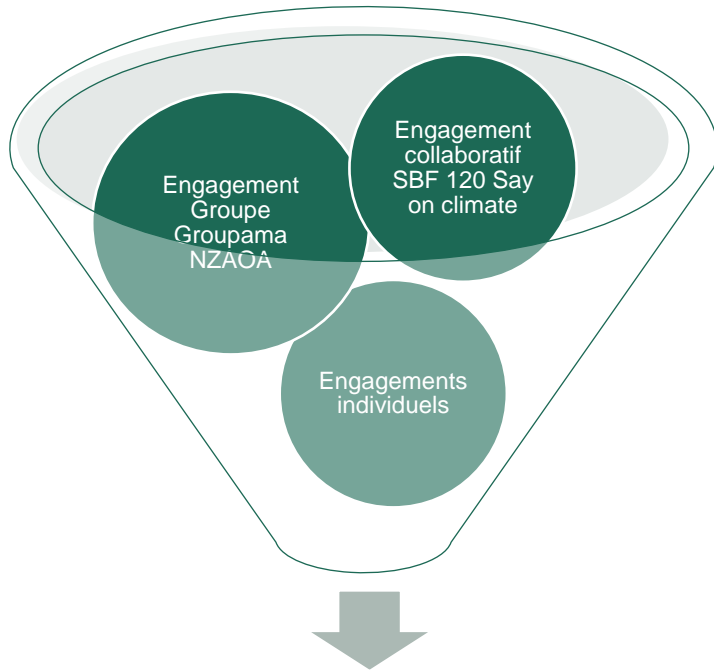 Engagement
Groupe
Groupama
NZAOA
Engagement
collaboratif
SBF 120 Say
on climate
Engagements
individuels